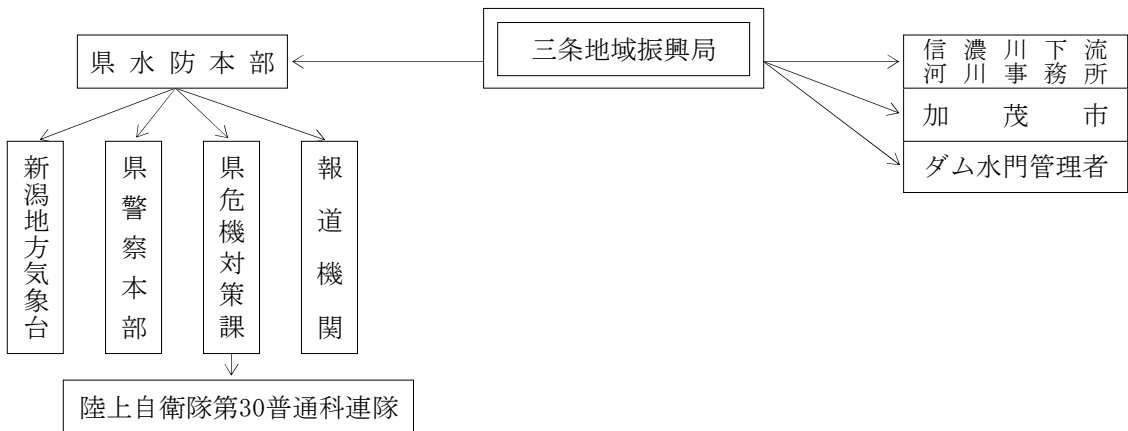 三条地域振興局
県水防本部
信濃川下流
河川事務所
加茂市
ダム水門管理者
新潟地方気象台
県警察本部
県危機対策課
報道機関
陸上自衛隊第30普通科連隊